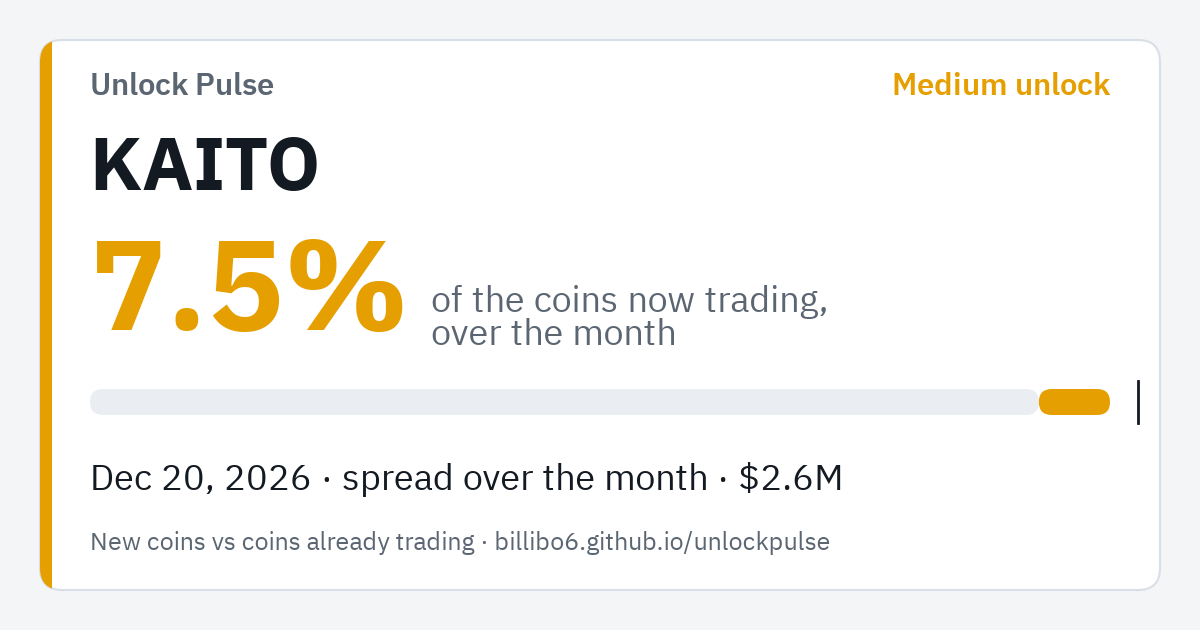 Unlock Pulse
Medium unlock
KAITO
7.5%
of the coins now trading,
over the month
Dec 20, 2026 · spread over the month · $2.6M
New coins vs coins already trading · billibo6.github.io/unlockpulse